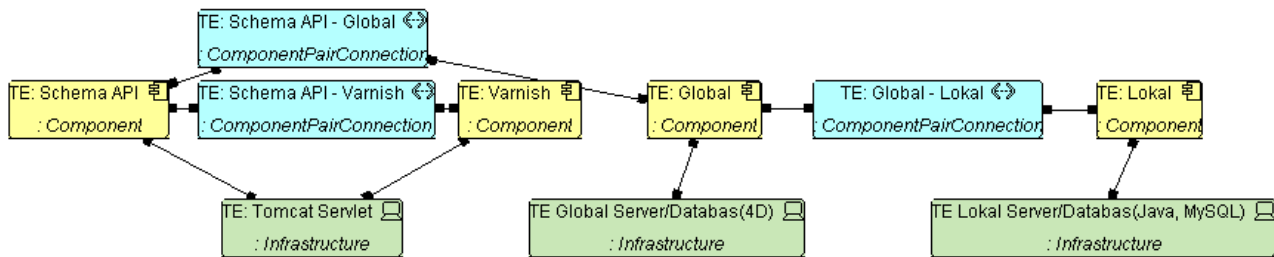 TE: Schema API - Global
: ComponentPairConnection
TE: Schema API
: Component
TE: Schema API - Varnish
: ComponentPairConnection
TE: Varnish
: Component
TE: Global
: Component
TE: Global - Lokal
: ComponentPairConnection
TE: Lokal
: Component
TE: Tomcat Servlet
: Infrastructure
TE Global Server/Databas(4D)
: Infrastructure
TE Lokal Server/Databas(Java, MySQL)
: Infrastructure